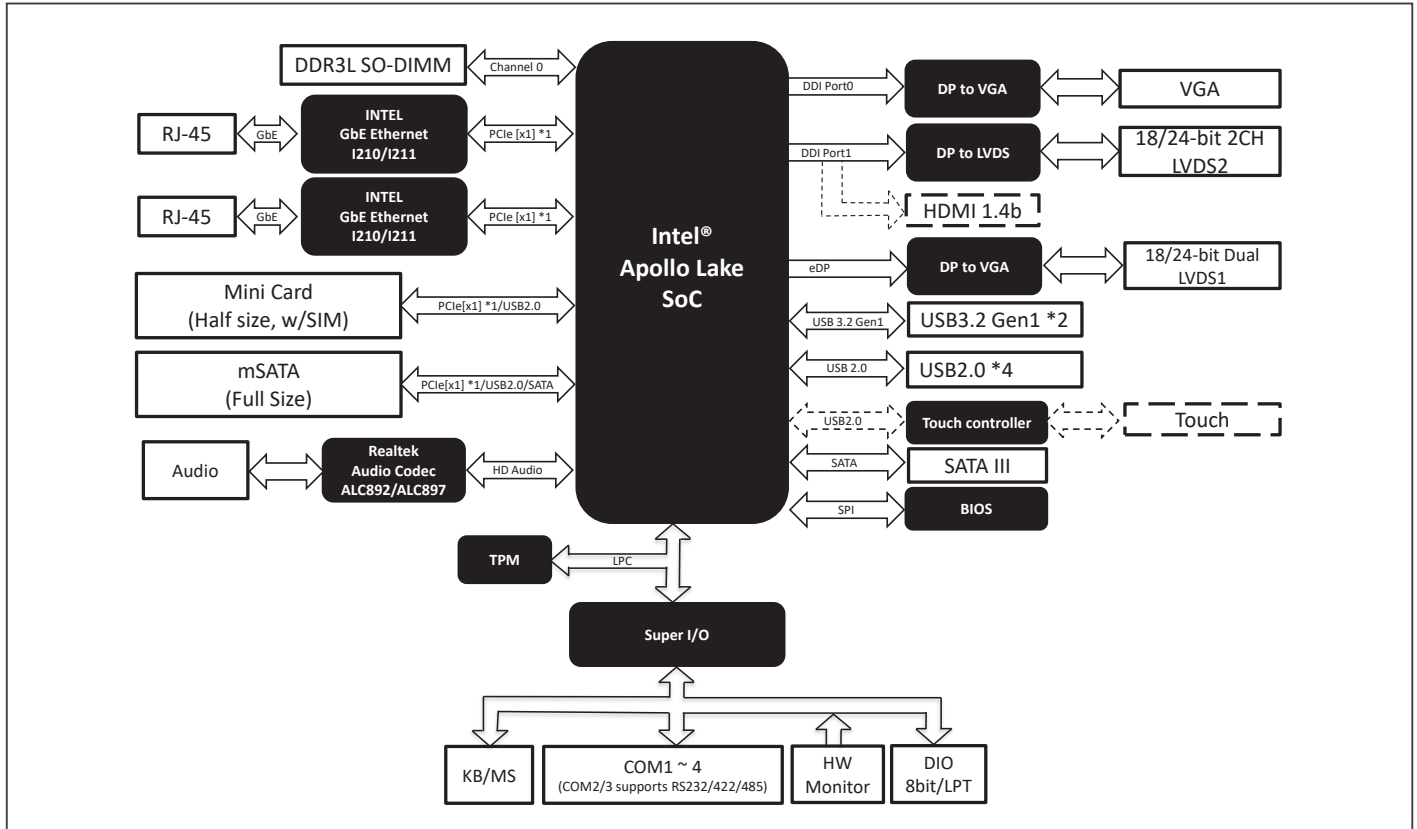 DDR3L SO-DIMM
Channel 0
RJ-45
GbE
INTEL
GbE Ethernet
I210/I211
PCIe [x1] *1
RJ-45
GbE
INTEL
GbE Ethernet
I210/I211
PCIe [x1] *1
Mini Card
(Half size, w/SIM)
PCIe[x1] *1/USB2.0
mSATA
(Full Size)
PCIe[x1] *1/USB2.0/SATA
Audio
Realtek
Audio Codec
ALC892/ALC897
HD Audio
Intel®
Apollo Lake
SoC
DDI Port0
DP to VGA
VGA
DDI Port1
DP to LVDS
18/24-bit 2CH
LVDS2
HDMI 1.4b
eDP
DP to VGA
18/24-bit Dual
LVDS1
USB 3.2 Gen1
USB3.2 Gen1 *2
USB 2.0
USB2.0 *4
USB2.0
Touch controller
Touch
SATA
SATA III
SPI
BIOS
TPM
LPC
Super I/O
KB/MS
COM1 ~ 4
(COM2/3 supports RS232/422/485)
HW
Monitor
DIO
8bit/LPT